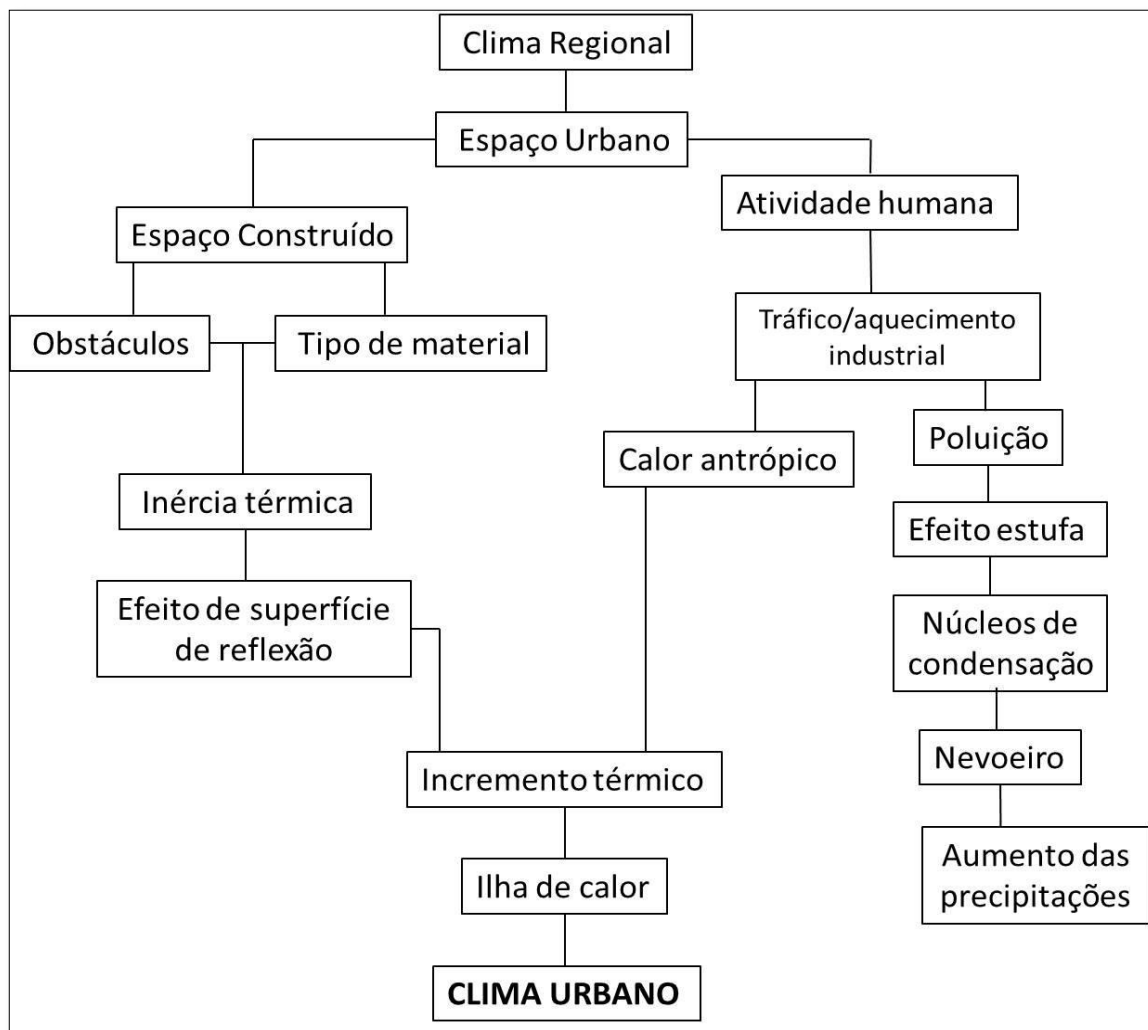 Clima Regional
Espaço Urbano
Atividade humana
Espaço Construído
Obstáculos
Tipo de material
Tráfico/aquecimento
industrial
Calor antrópico
Poluição
Inércia térmica
Efeito estufa
Efeito de superfície
de reflexão
Núcleos de
condensação
Nevoeiro
Incremento térmico
Aumento das
precipitações
Ilha de calor
CLIMA URBANO